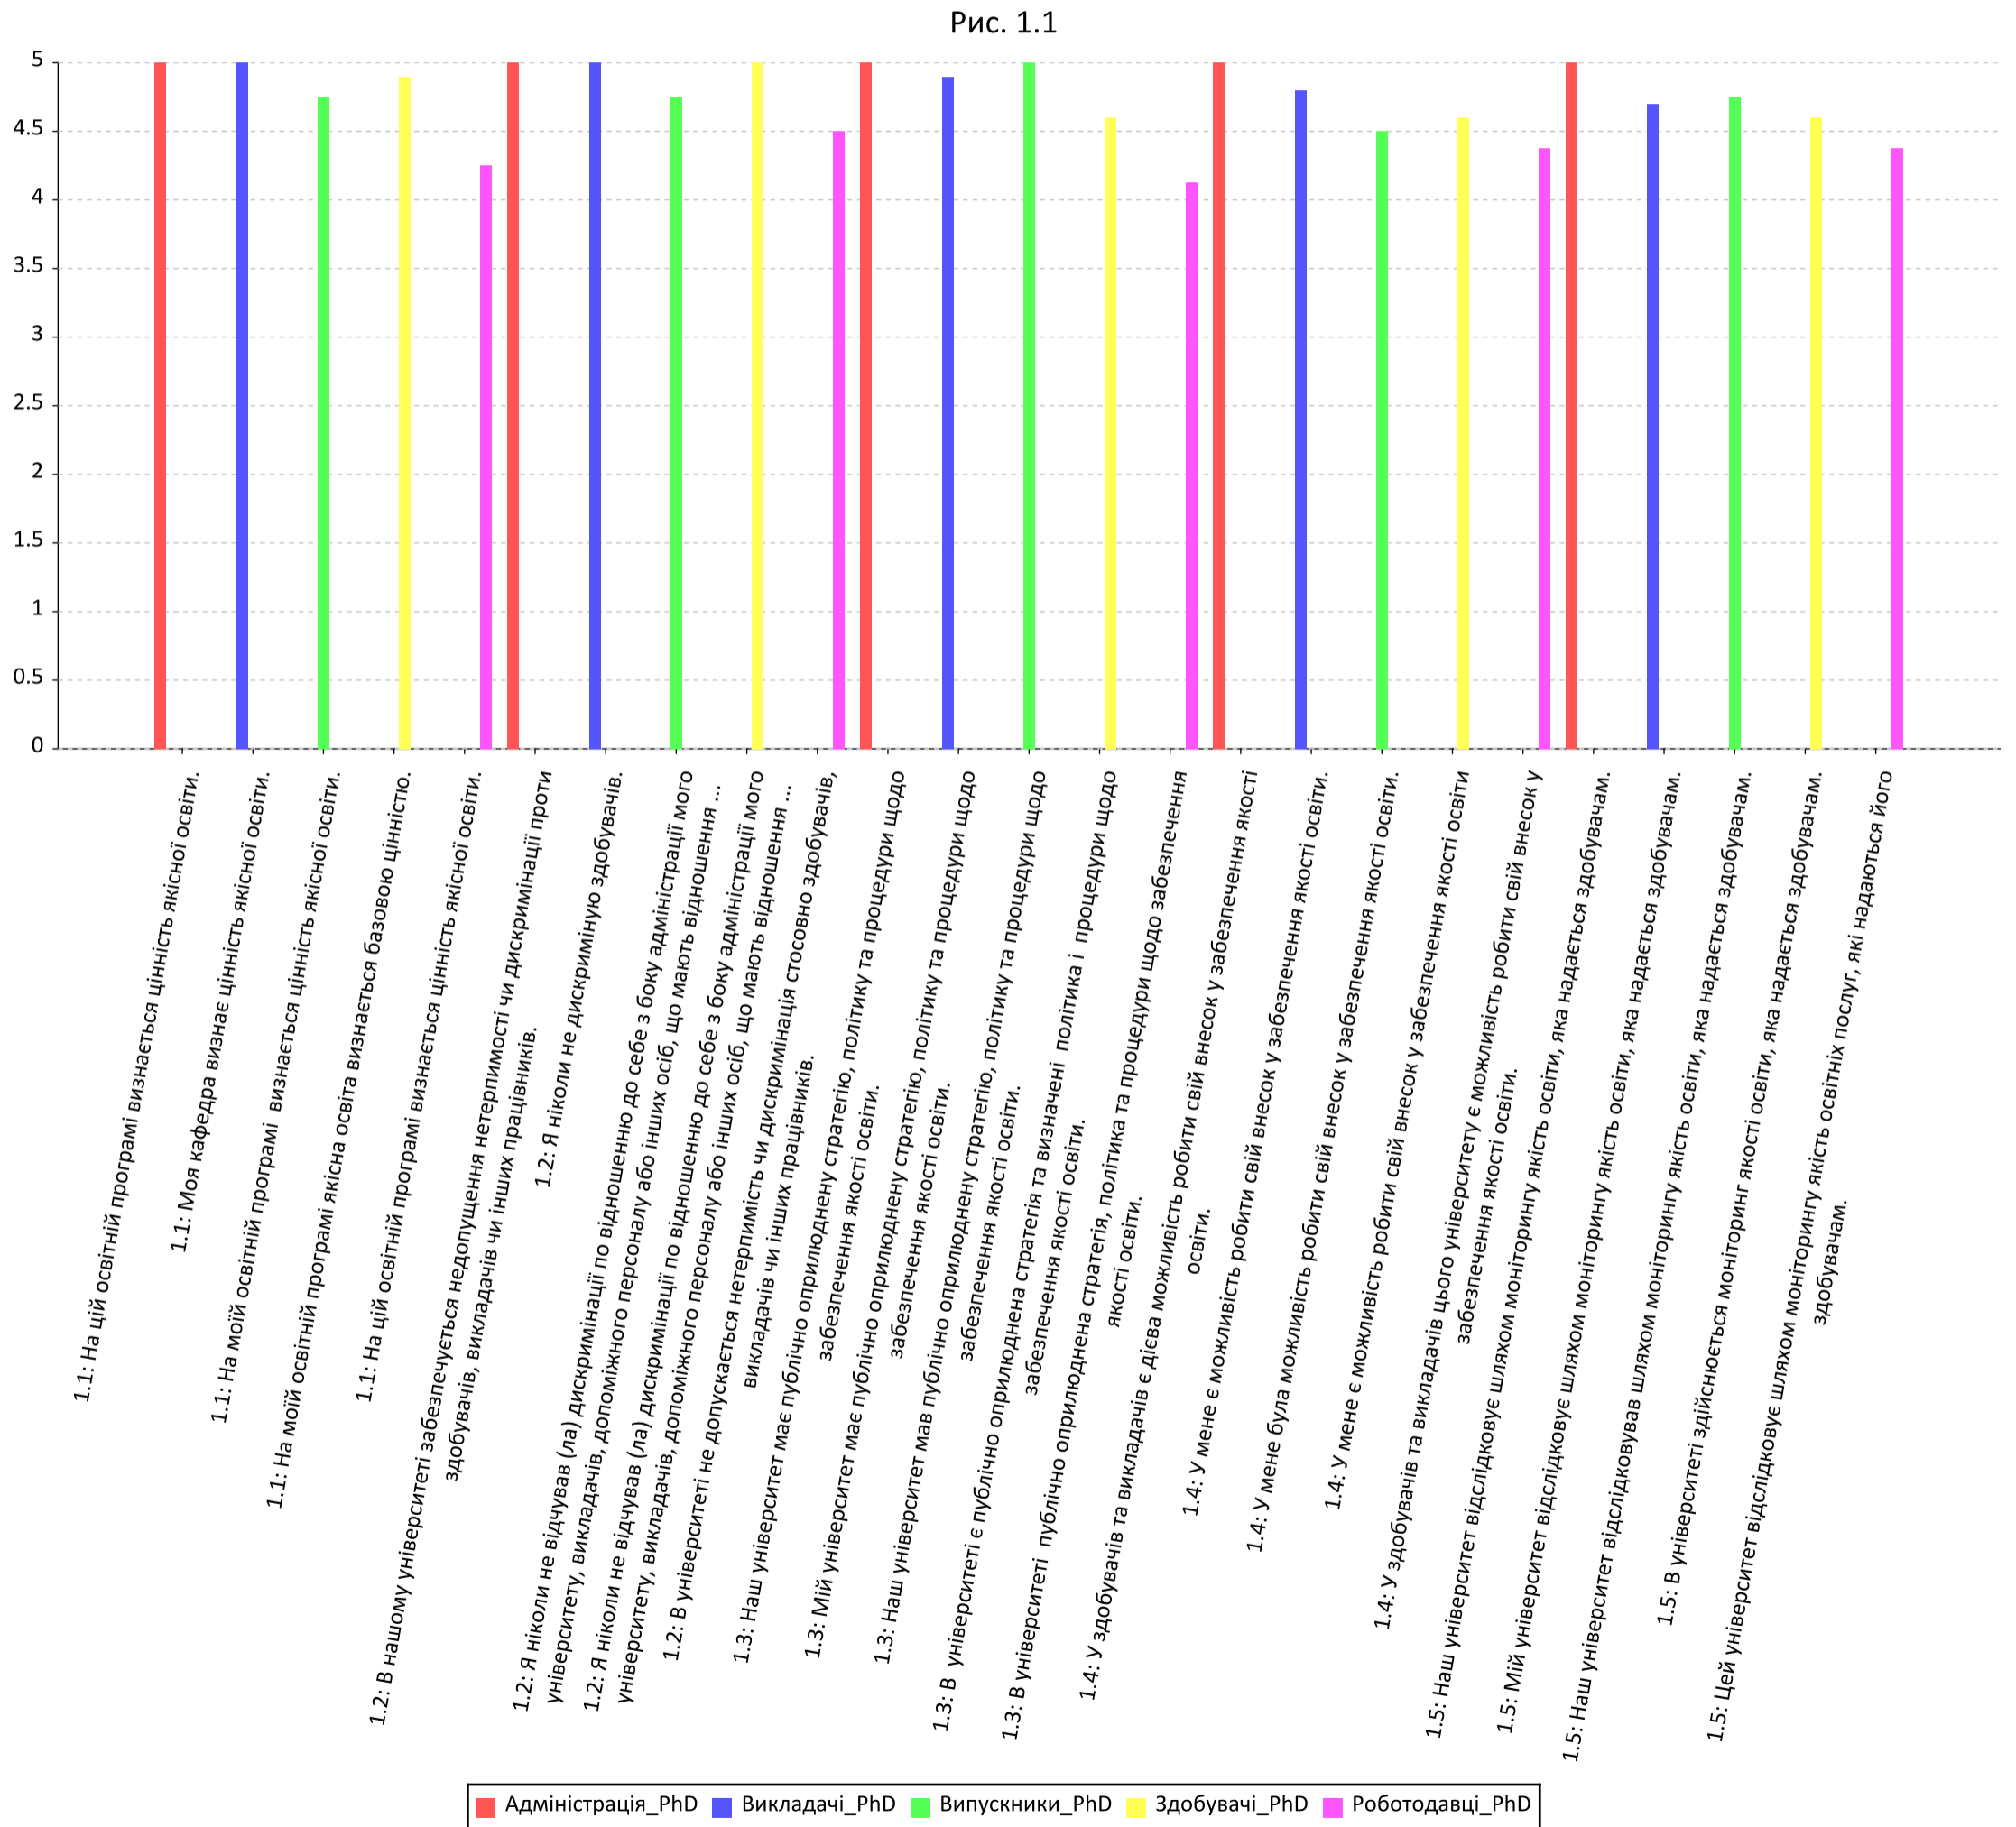 Рис. 1.1
5
4.5
4
3.5
3
2.5
2
1.5
1
0.5
0
1.1: На цій освітній програмі визнається цінність якісної освіти.
1.1: Моя кафедра визнає цінність якісної освіти.
1.1: На моїй освітній програмі визнається цінність якісної освіти.
1.1: На моїй освітній програмі якісна освіта визнається базовою цінністю.
1.1: На цій освітній програмі визнається цінність якісної освіти.
1.2: В нашому університеті забезпечується недопущення нетерпимості чи дискримінації проти
здобувачів, викладачів чи інших працівників.
1.2: Я ніколи не дискриміную здобувачів.
1.2: Я ніколи не відчував (ла) дискримінації по відношенню до себе з боку адміністрації мого
університету, викладачів, допоміжного персоналу або інших осіб, що мають відношення ...
1.2: Я ніколи не відчував (ла) дискримінації по відношенню до себе з боку адміністрації мого
університету, викладачів, допоміжного персоналу або інших осіб, що мають відношення ...
1.2: В університеті не допускається нетерпимість чи дискримінація стосовно здобувачів,
викладачів чи інших працівників.
1.3: Наш університет має публічно оприлюднену стратегію, політику та процедури щодо
забезпечення якості освіти.
1.3: Мій університет має публічно оприлюднену стратегію, політику та процедури щодо
забезпечення якості освіти.
1.3: Наш університет мав публічно оприлюднену стратегію, політику та процедури щодо
забезпечення якості освіти.
1.3: В університеті є публічно оприлюднена стратегія та визначені політика і процедури щодо
забезпечення якості освіти.
1.3: В університеті публічно оприлюднена стратегія, політика та процедури щодо забезпечення
якості освіти.
1.4: У здобувачів та викладачів є дієва можливість робити свій внесок у забезпечення якості
освіти.
1.4: У мене є можливість робити свій внесок у забезпечення якості освіти.
1.4: У мене була можливість робити свій внесок у забезпечення якості освіти.
1.4: У мене є можливість робити свій внесок у забезпечення якості освіти
1.4: У здобувачів та викладачів цього університету є можливість робити свій внесок у
забезпечення якості освіти.
1.5: Наш університет відслідковує шляхом моніторингу якість освіти, яка надається здобувачам.
1.5: Мій університет відслідковує шляхом моніторингу якість освіти, яка надається здобувачам.
1.5: Наш університет відслідковував шляхом моніторингу якість освіти, яка надається здобувачам.
1.5: В університеті здійснюється моніторинг якості освіти, яка надається здобувачам.
1.5: Цей університет відслідковує шляхом моніторингу якість освітніх послуг, які надаються його
здобувачам.
Адміністрація_PhD Викладачі_PhD Випускники_PhD Здобувачі_PhD Роботодавці_PhD